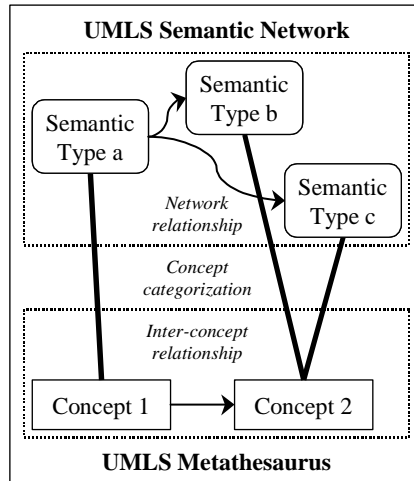 UMLS Semantic Network
Semantic
Type b
Semantic
Type a
Semantic
Type c
Network
relationship
Concept
categorization
Inter-concept
relationship
Concept 1
Concept 2
UMLS Metathesaurus